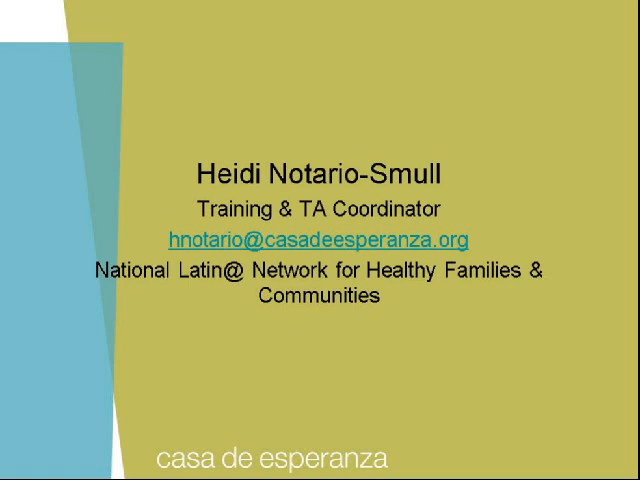 Heidi Notario-Smull
Training & TA Coordinator
hnotario@casadeesperanza.org
National Latin@ Network for Healthy Families &
Communities
casa de esperanza